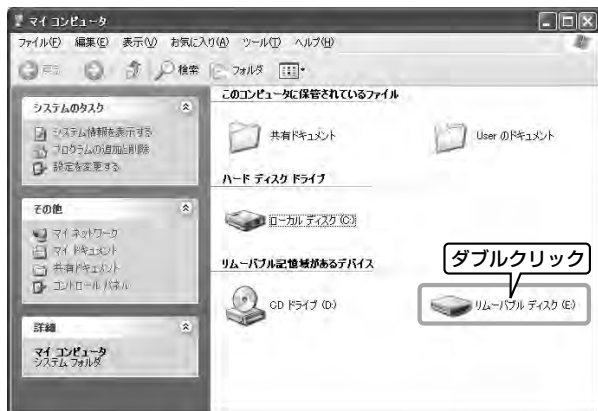 マイ コンピュータ
ファイル(F) 編集(E) 表示(V) お気に入り(A) ツール(T) ヘルプ(H)
戻る 検索 フォルダ
システムのタスク
システム情報を表示する
プログラムの追加と削除
設定を変更する
その他
マイ ネットワーク
マイ ドキュメント
共有ドキュメント
コントロール パネル
詳細
マイ コンピュータ
システム フォルダ
このコンピュータに保管されているファイル
共有ドキュメント User のドキュメント
ハード ディスク ドライブ
ローカル ディスク (C:)
リムーバブル記憶域があるデバイス
ダブルクリック
CD ドライブ (D:) リムーバブル ディスク (E:)